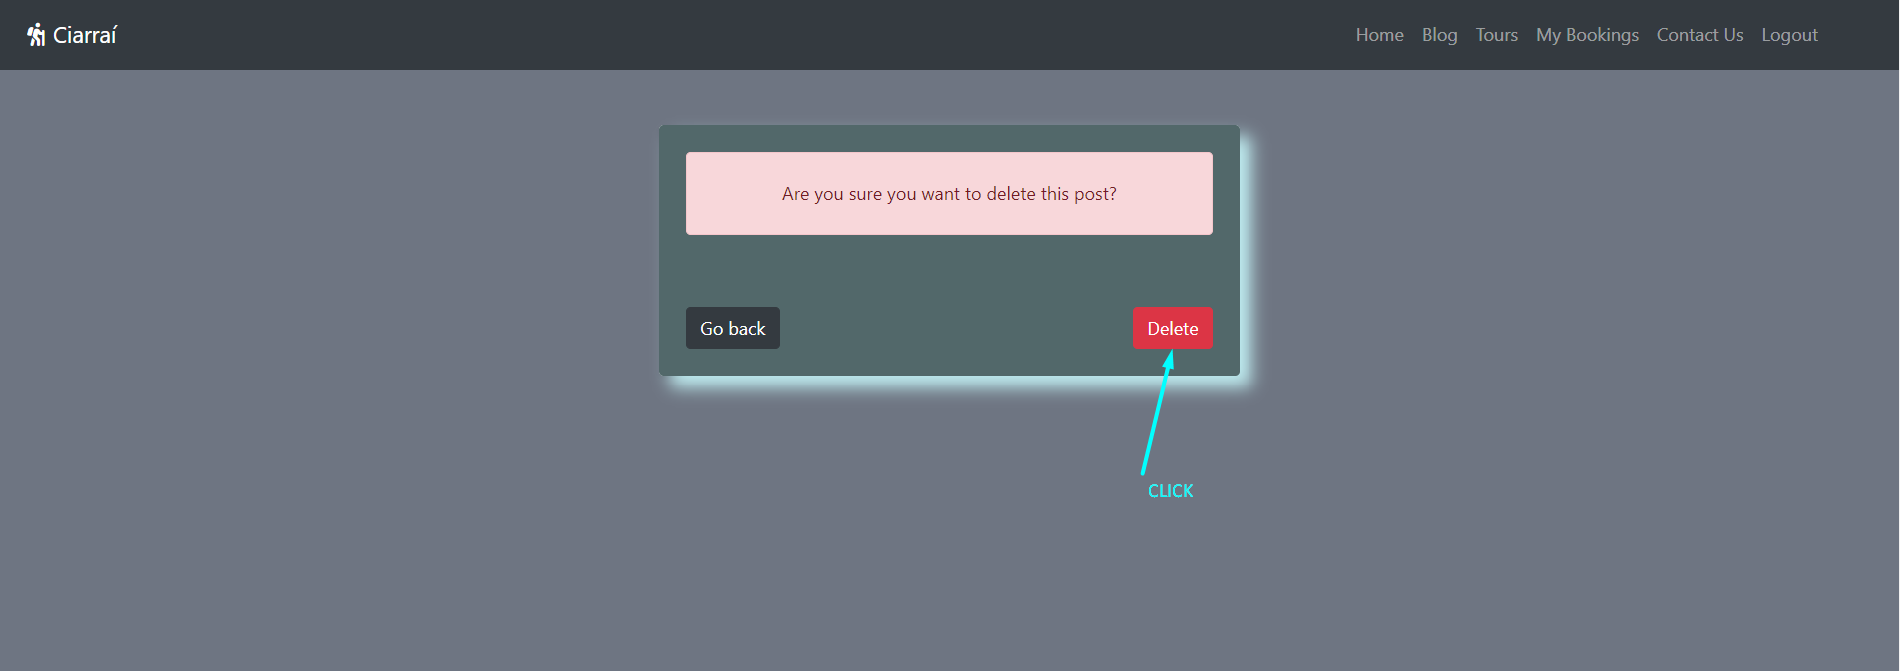 Ciarraí
Home Blog Tours My Bookings Contact Us Logout
Are you sure you want to delete this post?
Go back Delete
CLICK